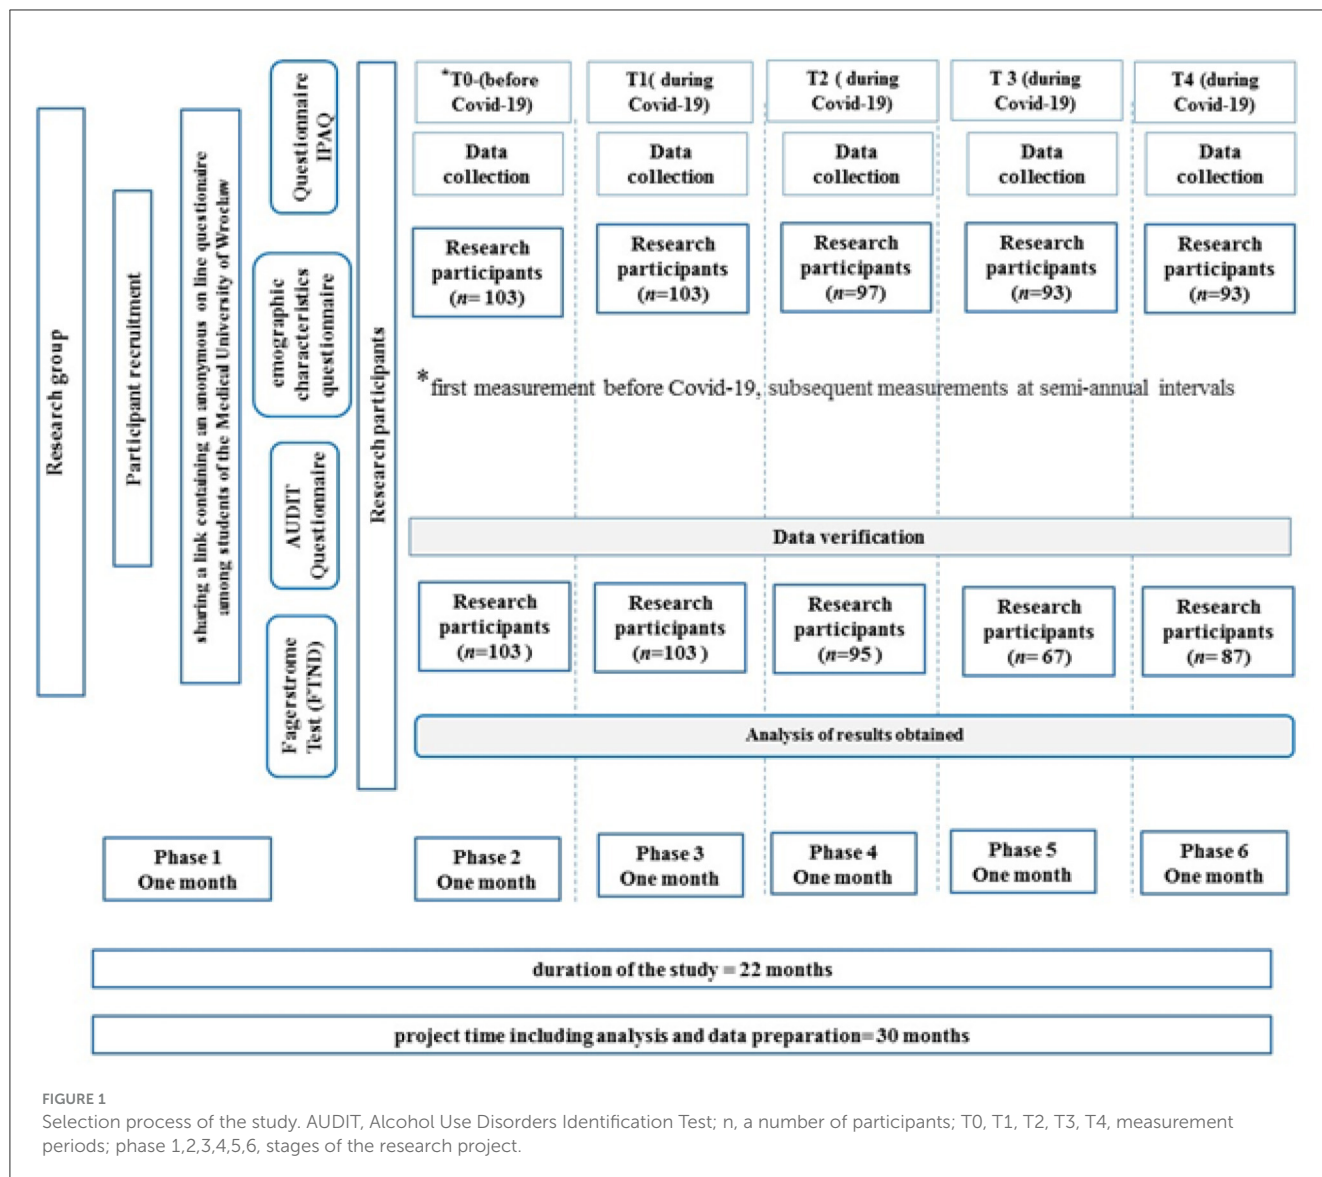 Research group
Participant recruitment
sharing a link containing an anonymous on line questionaire
among students of the Medical University of Wrocław
Questionnaire
IPAQ
emographic
characteristics
questionnaire
AUDIT
Questionnaire
Fagerstrome
Test (FTND)
Research participants
*T0-(before
Covid-19)
T1( during
Covid-19)
T2 ( during
Covid-19)
T 3 (during
Covid-19)
T4 (during
Covid-19)
Data
collection
Data
collection
Data
collection
Data
collection
Data
collection
Research
participants
(n= 103)
Research
participants
(n=103)
Research
participants
(n=97)
Research
participants
(n=93)
Research
participants
(n=93)
*first measurement before Covid-19, subsequent measurements at semi-annual intervals
Data verification
Research
participants
(n=103 )
Research
participants
(n=103 )
Research
participants
(n=95 )
Research
participants
(n= 67)
Research
participants
(n= 87)
Analysis of results obtained
Phase 1
One month
Phase 2
One month
Phase 3
One month
Phase 4
One month
Phase 5
One month
Phase 6
One month
duration of the study = 22 months
project time including analysis and data preparation= 30 months
FIGURE 1
Selection process of the study. AUDIT, Alcohol Use Disorders Identification Test; n, a number of participants; T0, T1, T2, T3, T4, measurement
periods; phase 1,2,3,4,5,6, stages of the research project.